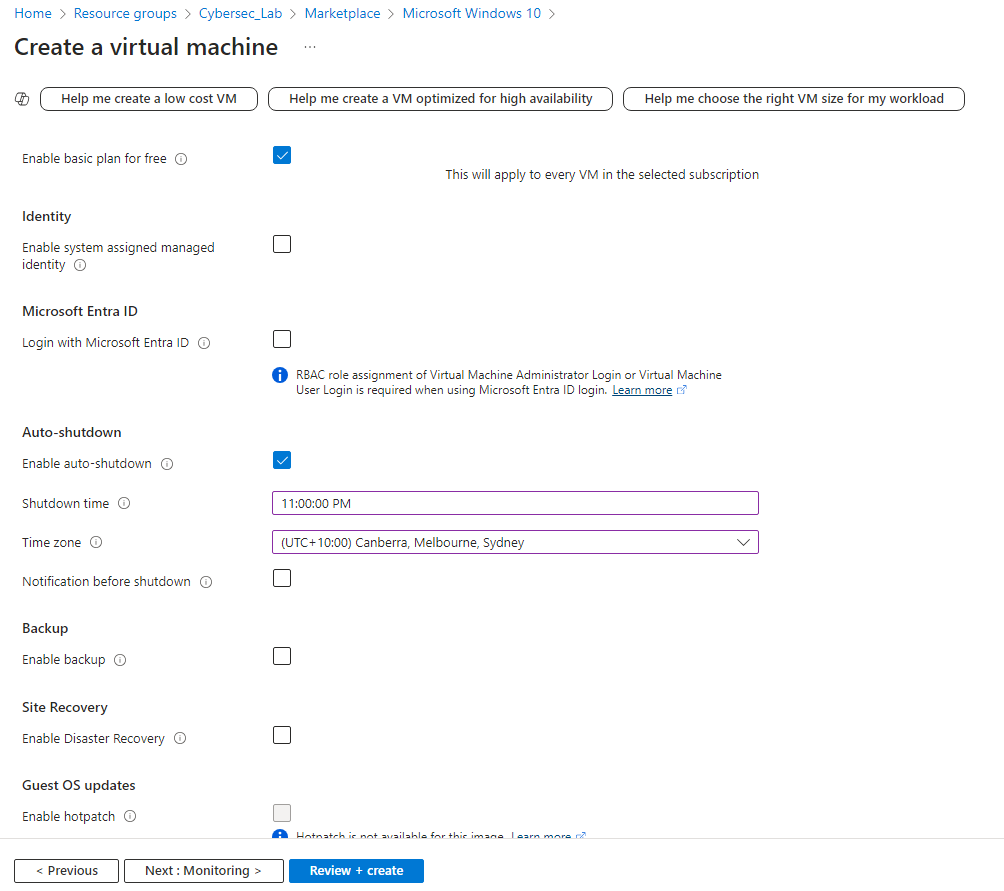 Home > Resource groups > Cybersec_Lab > Marketplace > Microsoft Windows 10 >
Create a virtual machine ...
Help me create a low cost VM
Help me create a VM optimized for high availability
Help me choose the right VM size for my workload
Enable basic plan for free
This will apply to every VM in the selected subscription
Identity
Enable system assigned managed
identity
Microsoft Entra ID
Login with Microsoft Entra ID
RBAC role assignment of Virtual Machine Administrator Login or Virtual Machine
User Login is required when using Microsoft Entra ID login. Learn more
Auto-shutdown
Enable auto-shutdown
Shutdown time
11:00:00 PM
Time zone
(UTC+10:00) Canberra, Melbourne, Sydney
Notification before shutdown
Backup
Enable backup
Site Recovery
Enable Disaster Recovery
Guest OS updates
Enable hotpatch
Hotpatch is not available for this image. Learn more
< Previous
Next : Monitoring >
Review + create